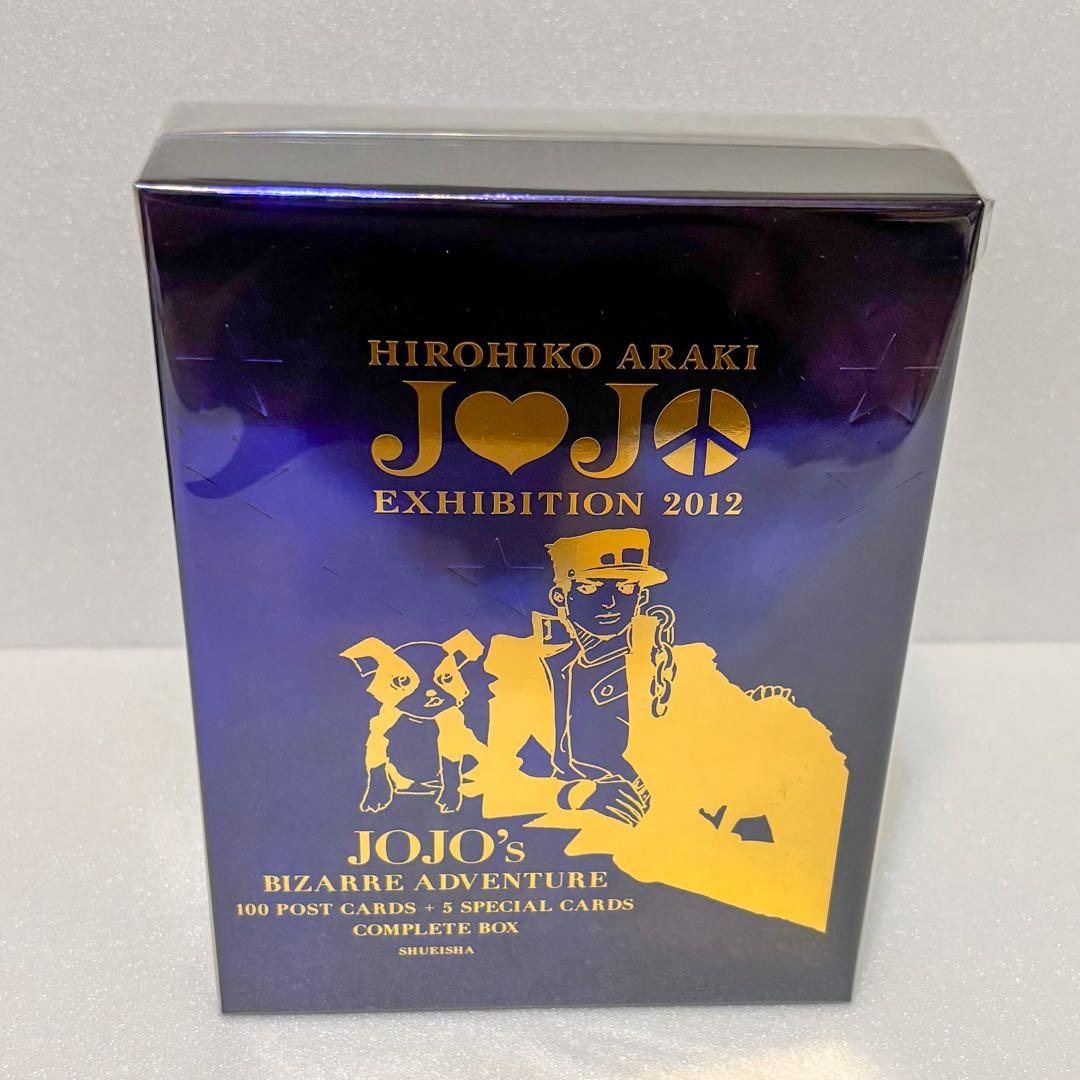 HIROHIKO ARAKI
JOJO
EXHIBITION 2012
JOJO's
BIZARRE ADVENTURE
100 POST CARDS + 5 SPECIAL CARDS
COMPLETE BOX
SHUEISHA